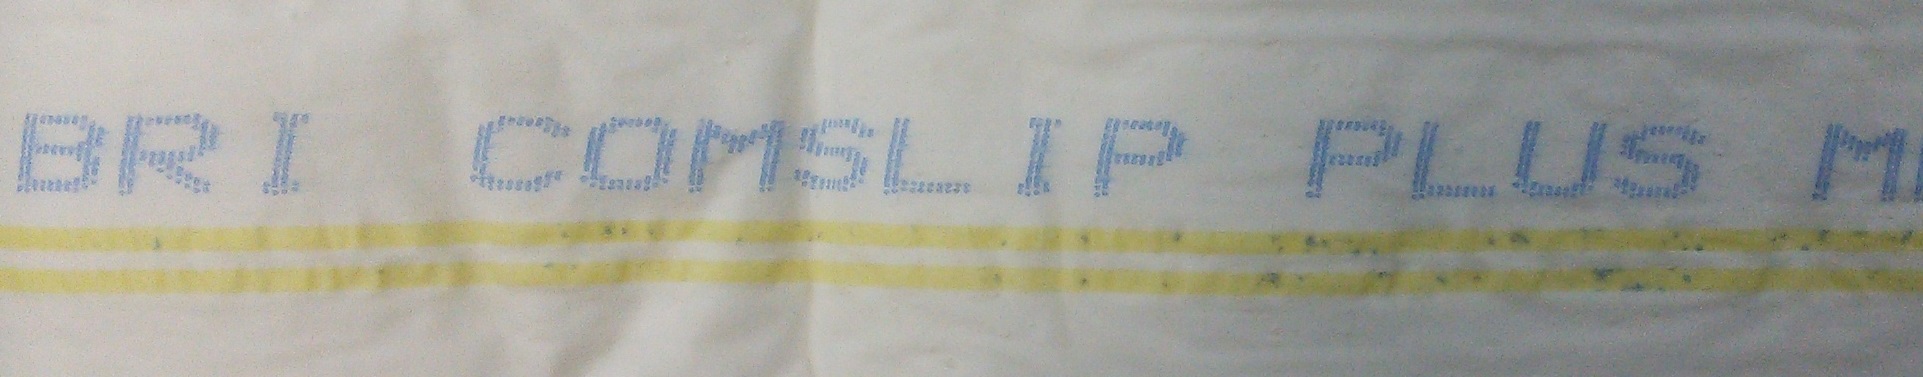 BRI COMSLIP PLUS M